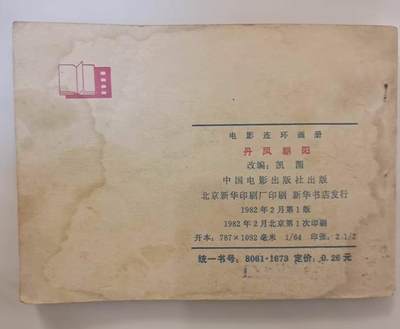 电影连环画册
丹凤朝阳
改编：凯图
中国电影出版社出版
北京新华印刷厂印刷 新华书店发行
1982年2月第1版
1982年2月北京第1次印刷
开本：787×1092毫米 1/64 印张：2.1/2
统一书号：8061·1673 定价：0.26元